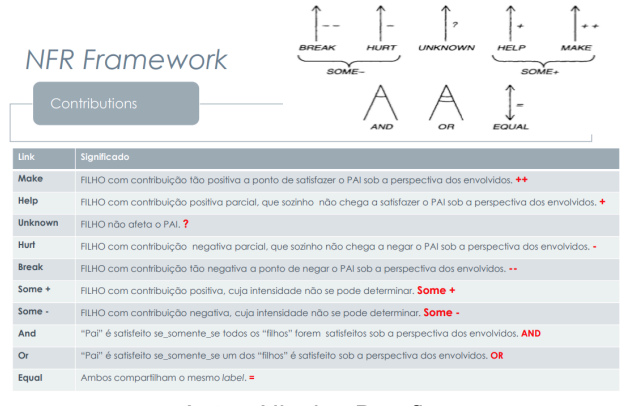 NFR Framework
Contributions
-- - ? + ++
BREAK HURT UNKNOWN HELP MAKE
SOME- SOME+
=
AND OR EQUAL
Link Significado
Make FILHO com contribuição tão positiva a ponto de satisfazer o PAI sob a perspectiva dos envolvidos. ++
Help FILHO com contribuição positiva parcial, que sozinho não chega a satisfazer o PAI sob a perspectiva dos envolvidos. +
Unknown FILHO não afeta o PAI. ?
Hurt FILHO com contribuição negativa parcial, que sozinho não chega a negar o PAI sob a perspectiva dos envolvidos. -
Break FILHO com contribuição tão negativa a ponto de negar o PAI sob a perspectiva dos envolvidos. --
Some + FILHO com contribuição positiva, cuja intensidade não se pode determinar. Some +
Some - FILHO com contribuição negativa, cuja intensidade não se pode determinar. Some -
And "Pai" é satisfeito se_somente_se todos os "filhos" forem satisfeitos sob a perspectiva dos envolvidos. AND
Or "Pai" é satisfeito se_somente_se um dos "filhos" é satisfeito sob a perspectiva dos envolvidos. OR
Equal Ambos compartilham o mesmo label. =